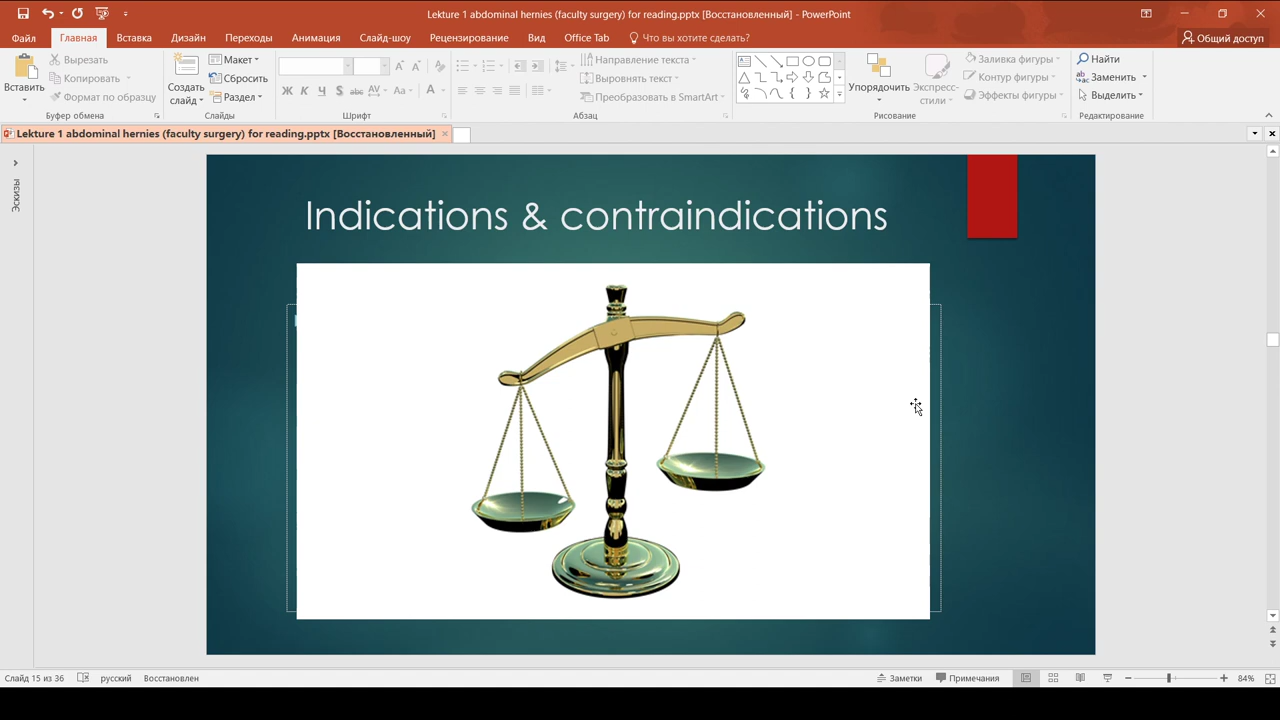 Lekture 1 abdominal hernies (faculty surgery) for reading.pptx [Восстановленный] - PowerPoint
Файл Главная Вставка Дизайн Переходы Анимация Слайд-шоу Рецензирование Вид Office Tab Что вы хотите сделать? Общий доступ
Вставить
Вырезать
Копировать
Формат по образцу
Буфер обмена
Создать слайд
Макет
Сбросить
Раздел
Слайды
Ж К Ч S abc AV Aa A
Шрифт
Направление текста
Выровнять текст
Преобразовать в SmartArt
Абзац
Упорядочить
Экспресс-стили
Заливка фигуры
Контур фигуры
Эффекты фигуры
Рисование
Найти
Заменить
Выделить
Редактирование
Lekture 1 abdominal hernies (faculty surgery) for reading.pptx [Восстановленный]
Эскизы
Indications & contraindications
Слайд 15 из 36 русский Восстановлен Заметки Примечания 84%